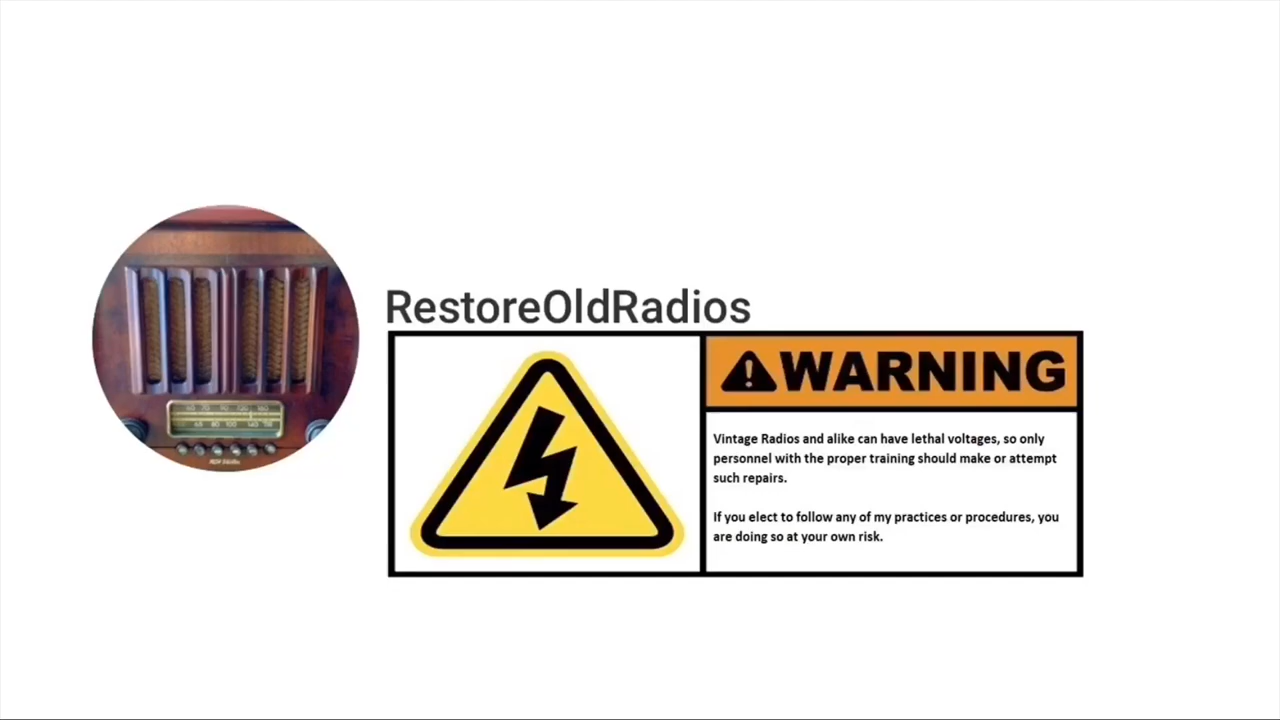 RestoreOldRadios
WARNING
Vintage Radios and alike can have lethal voltages, so only
personnel with the proper training should make or attempt
such repairs.
If you elect to follow any of my practices or procedures, you
are doing so at your own risk.